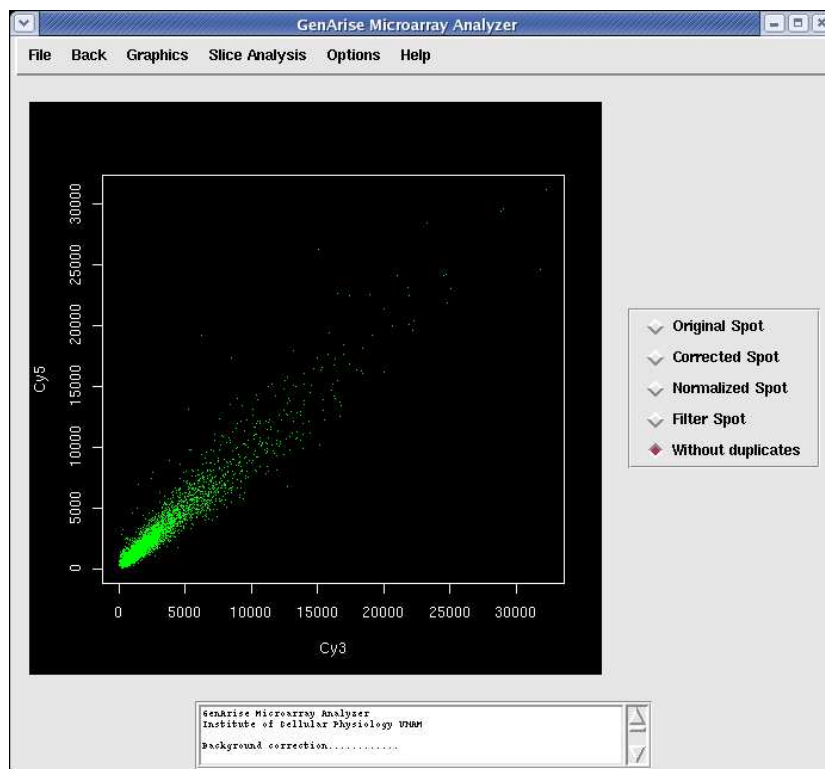 GenArise Microarray Analyzer
File Back Graphics Slice Analysis Options Help
30000
25000
20000
15000
10000
5000
0
Cy5
0 5000 10000 15000 20000 25000 30000
Cy3
Original Spot
Corrected Spot
Normalized Spot
Filter Spot
Without duplicates
GenArise Microarray Analyzer
Institute of Cellular Physiology UNAM
Background correction............